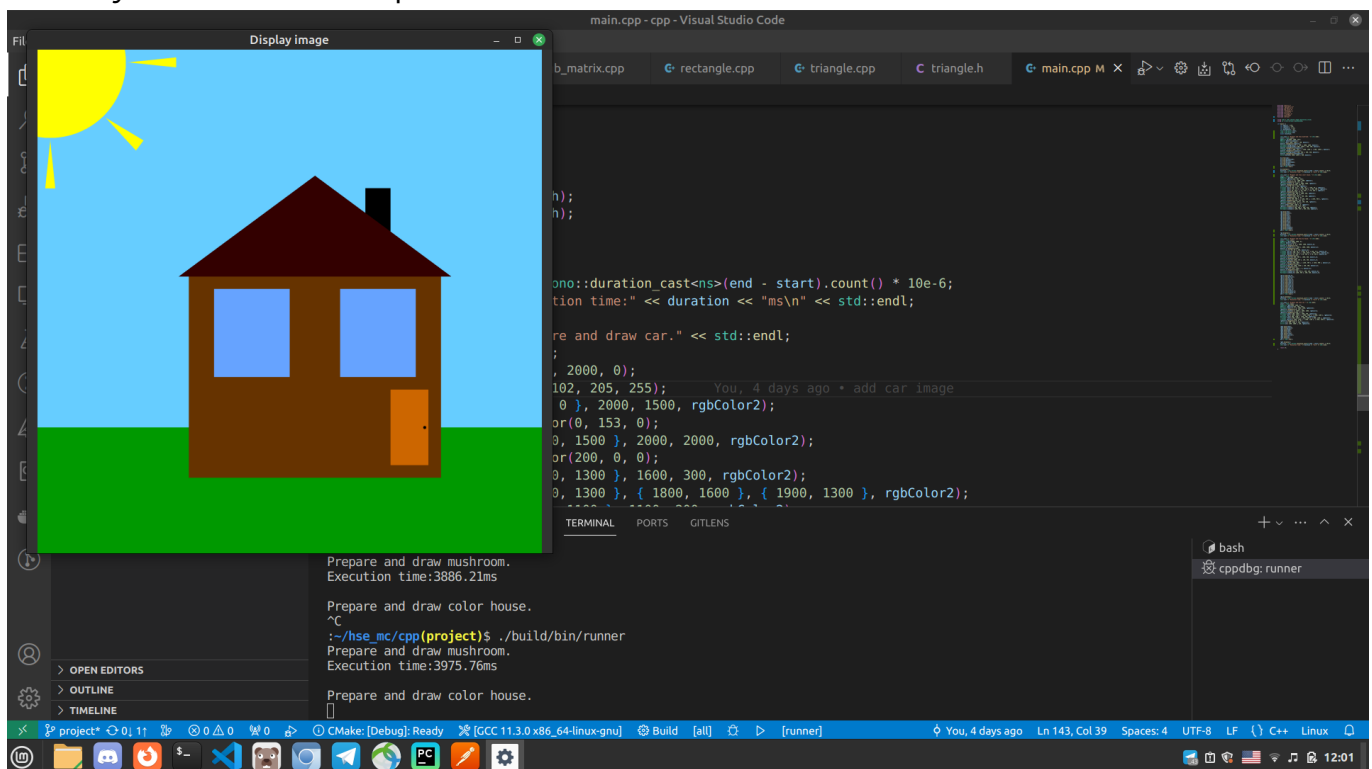 main.cpp - cpp - Visual Studio Code
Fil
Display image
b_matrix.cpp
rectangle.cpp
triangle.cpp
C triangle.h
main.cpp M
h);
h);
ono::duration_cast<ns>(end - start).count() * 10e-6;
tion time:" << duration << "ms\n" << std::endl;
re and draw car." << std::endl;
;
, 2000, 0);
102, 205, 255); You, 4 days ago • add car image
0 }, 2000, 1500, rgbColor2);
or(0, 153, 0);
0, 1500 }, 2000, 2000, rgbColor2);
or(200, 0, 0);
0, 1300 }, 1600, 300, rgbColor2);
0, 1300 }, { 1800, 1600 }, { 1900, 1300 }, rgbColor2);
TERMINAL PORTS GITLENS
bash
cppdbg: runner
Prepare and draw mushroom.
Execution time:3886.21ms
Prepare and draw color house.
^C
:~/hse_mc/cpp(project)$ ./build/bin/runner
Prepare and draw mushroom.
Execution time:3975.76ms
Prepare and draw color house.
> OPEN EDITORS
> OUTLINE
> TIMELINE
project* 0↓ 1↑ 0 0 0 CMake: [Debug]: Ready [GCC 11.3.0 x86_64-linux-gnu] Build [all] [runner] You, 4 days ago Ln 143, Col 39 Spaces: 4 UTF-8 LF {} C++ Linux
12:01